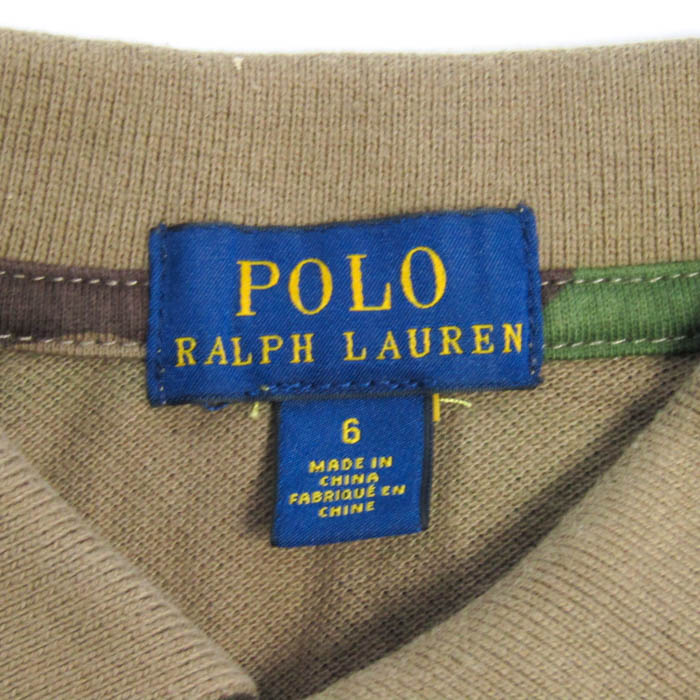 POLO
RALPH LAUREN
6
MADE IN
CHINA
FABRIQUÉ EN
CHINE